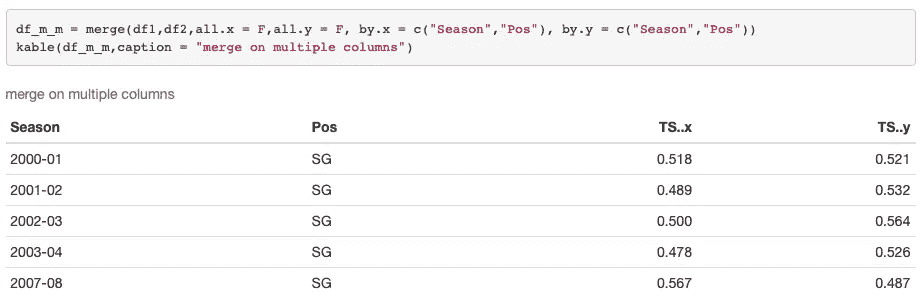 df_m_m = merge(df1,df2,all.x = F,all.y = F, by.x = c("Season","Pos"), by.y = c("Season","Pos"))
kable(df_m_m,caption = "merge on multiple columns")
merge on multiple columns
Season Pos TS..x TS..y
2000-01 SG 0.518 0.521
2001-02 SG 0.489 0.532
2002-03 SG 0.500 0.564
2003-04 SG 0.478 0.526
2007-08 SG 0.567 0.487